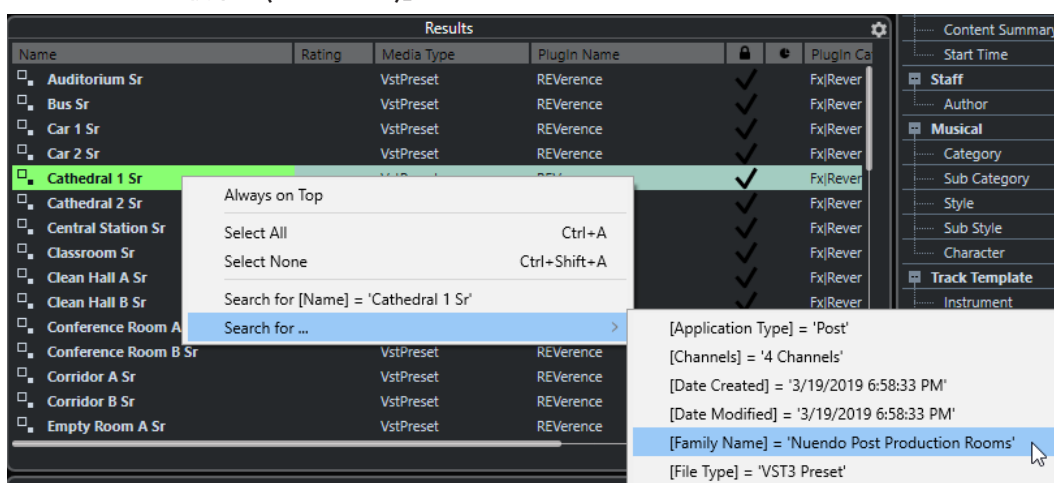 Results
Name Rating Media Type PlugIn Name PlugIn Ca
Auditorium Sr VstPreset REVerence Fx|Rever
Bus Sr VstPreset REVerence Fx|Rever
Car 1 Sr VstPreset REVerence Fx|Rever
Car 2 Sr VstPreset REVerence Fx|Rever
Cathedral 1 Sr Fx|Rever
Cathedral 2 Sr Fx|Rever
Central Station Sr Fx|Rever
Classroom Sr Fx|Rever
Clean Hall A Sr Fx|Rever
Clean Hall B Sr Fx|Rever
Conference Room A
Conference Room B Sr VstPreset REVerence
Corridor A Sr VstPreset REVerence
Corridor B Sr VstPreset REVerence
Empty Room A Sr VstPreset REVerence
Always on Top
Select All Ctrl+A
Select None Ctrl+Shift+A
Search for [Name] = 'Cathedral 1 Sr'
Search for ...
[Application Type] = 'Post'
[Channels] = '4 Channels'
[Date Created] = '3/19/2019 6:58:33 PM'
[Date Modified] = '3/19/2019 6:58:33 PM'
[Family Name] = 'Nuendo Post Production Rooms'
[File Type] = 'VST3 Preset'
Content Summary
Start Time
Staff
Author
Musical
Category
Sub Category
Style
Sub Style
Character
Track Template
Instrument